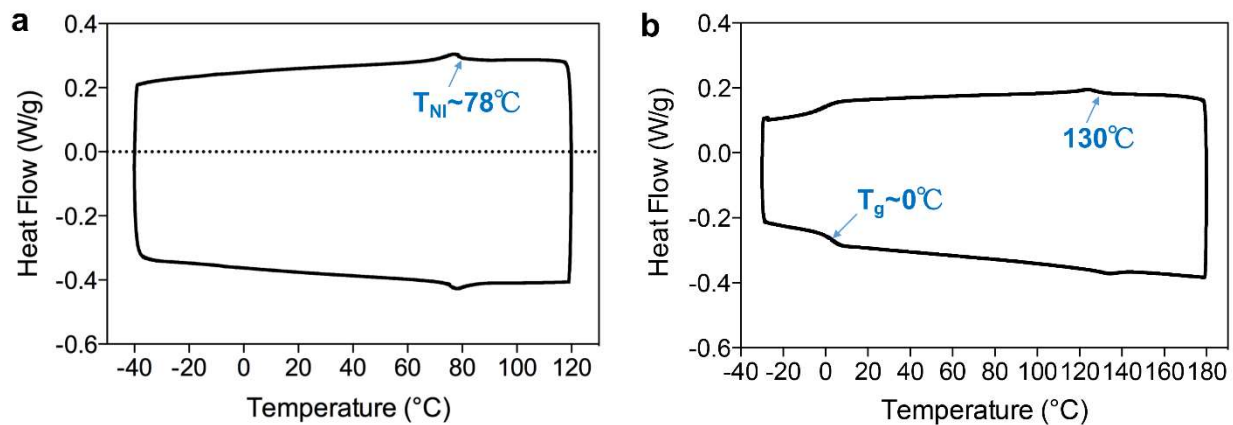 a
0.4
0.2
0.0
-0.2
-0.4
-0.6
Heat Flow (W/g)
T_NI~78℃
-40 -20 0 20 40 60 80 100 120
Temperature (°C)
b
0.4
0.2
0.0
-0.2
-0.4
-0.6
Heat Flow (W/g)
130℃
T_g~0℃
-40 -20 0 20 40 60 80 100 120 140 160 180
Temperature (°C)